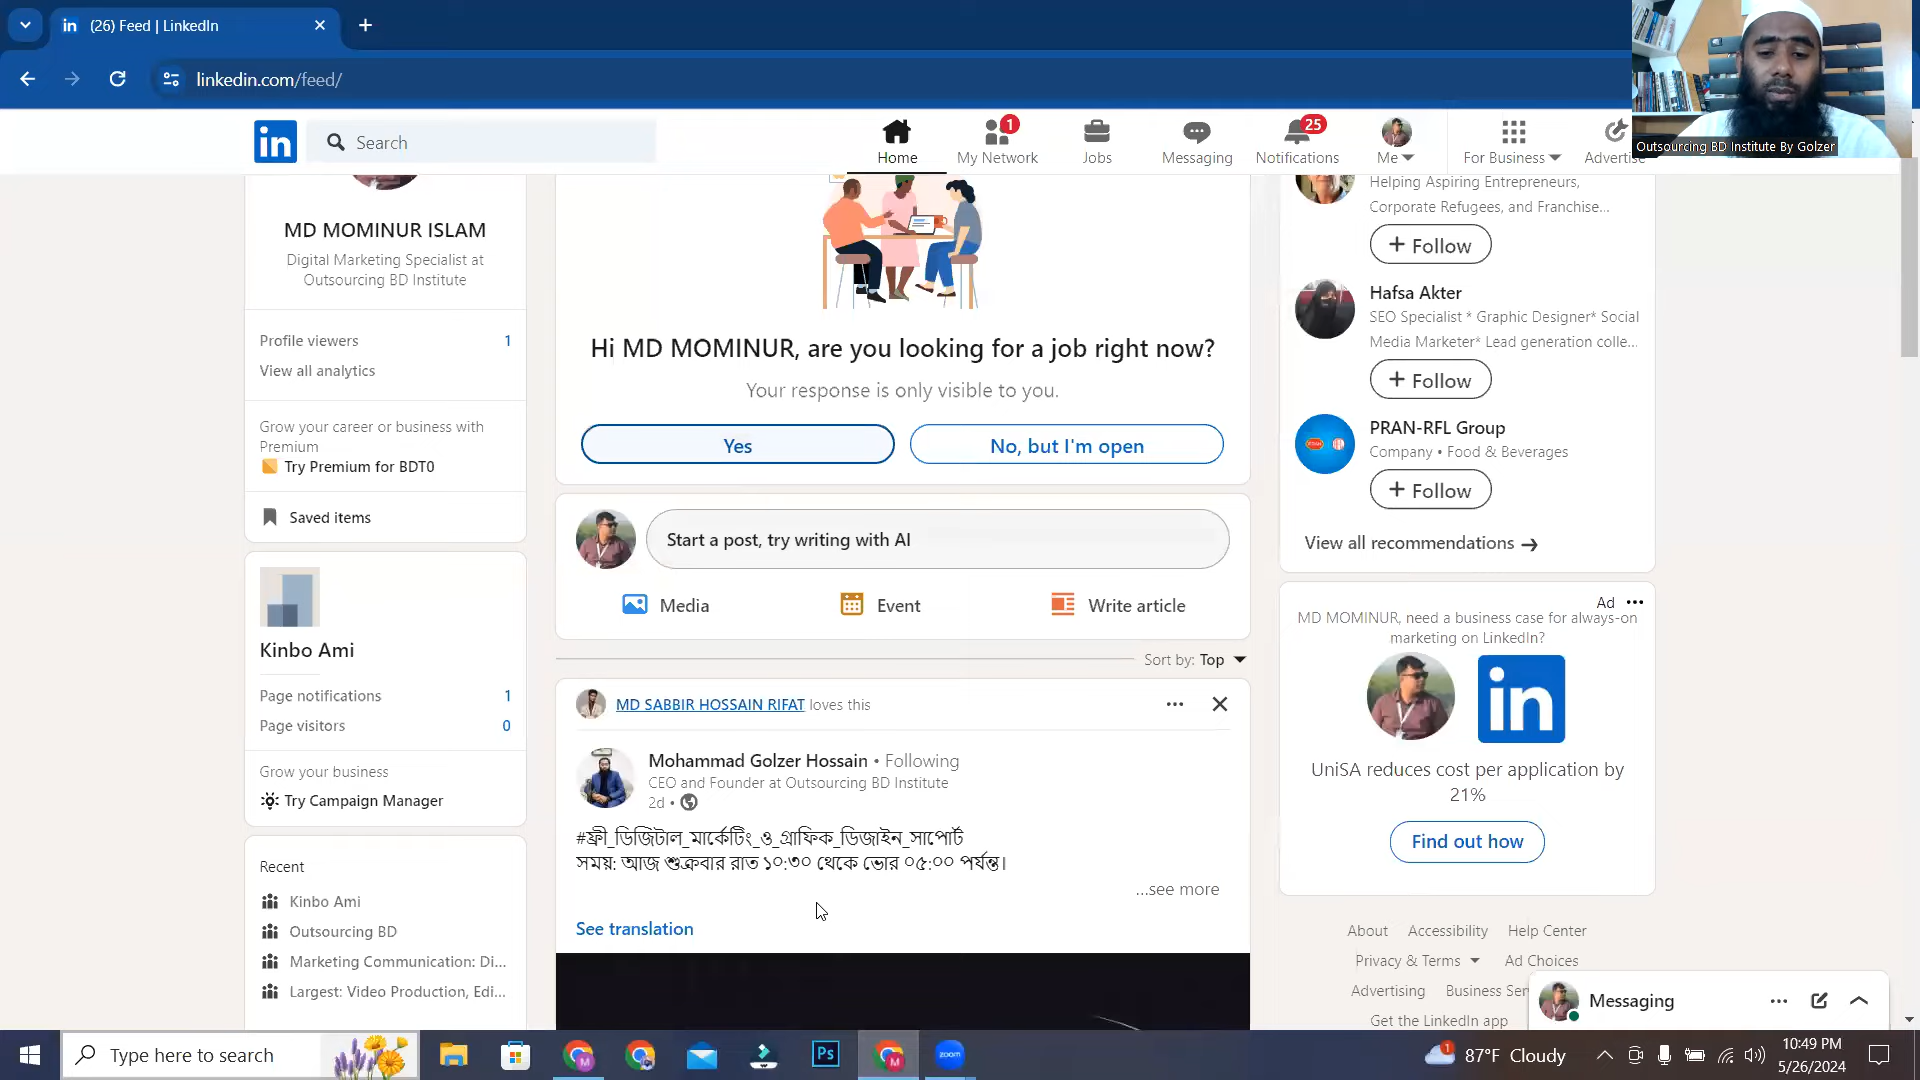 (26) Feed | LinkedIn
linkedin.com/feed/
Outsourcing BD Institute By Golzer
in
Search
Home
My Network
1
Jobs
Messaging
Notifications
25
Me
For Business
Advertise
MD MOMINUR ISLAM
Digital Marketing Specialist at
Outsourcing BD Institute
Profile viewers 1
View all analytics
Grow your career or business with
Premium
Try Premium for BDT0
Saved items
Kinbo Ami
Page notifications 1
Page visitors 0
Grow your business
Try Campaign Manager
Recent
Kinbo Ami
Outsourcing BD
Marketing Communication: Di...
Largest: Video Production, Edi...
Hi MD MOMINUR, are you looking for a job right now?
Your response is only visible to you.
Yes
No, but I'm open
Start a post, try writing with AI
Media
Event
Write article
Sort by: Top
MD SABBIR HOSSAIN RIFAT loves this
Mohammad Golzer Hossain • Following
CEO and Founder at Outsourcing BD Institute
2d •
#ফ্রী_ডিজিটাল_মার্কেটিং_ও_গ্রাফিক_ডিজাইন_সাপোর্ট
সময়: আজ শুক্রবার রাত ১০:৩০ থেকে ভোর ০৫:০০ পর্যন্ত।
...see more
See translation
Helping Aspiring Entrepreneurs,
Corporate Refugees, and Franchise...
+ Follow
Hafsa Akter
SEO Specialist * Graphic Designer* Social
Media Marketer* Lead generation colle...
+ Follow
PRAN-RFL Group
Company • Food & Beverages
+ Follow
View all recommendations →
Ad
MD MOMINUR, need a business case for always-on
marketing on LinkedIn?
in
UniSA reduces cost per application by
21%
Find out how
About Accessibility Help Center
Privacy & Terms Ad Choices
Advertising Business Ser
Get the LinkedIn app
Messaging
Type here to search
Ps
zoom
1
87°F Cloudy
10:49 PM
5/26/2024